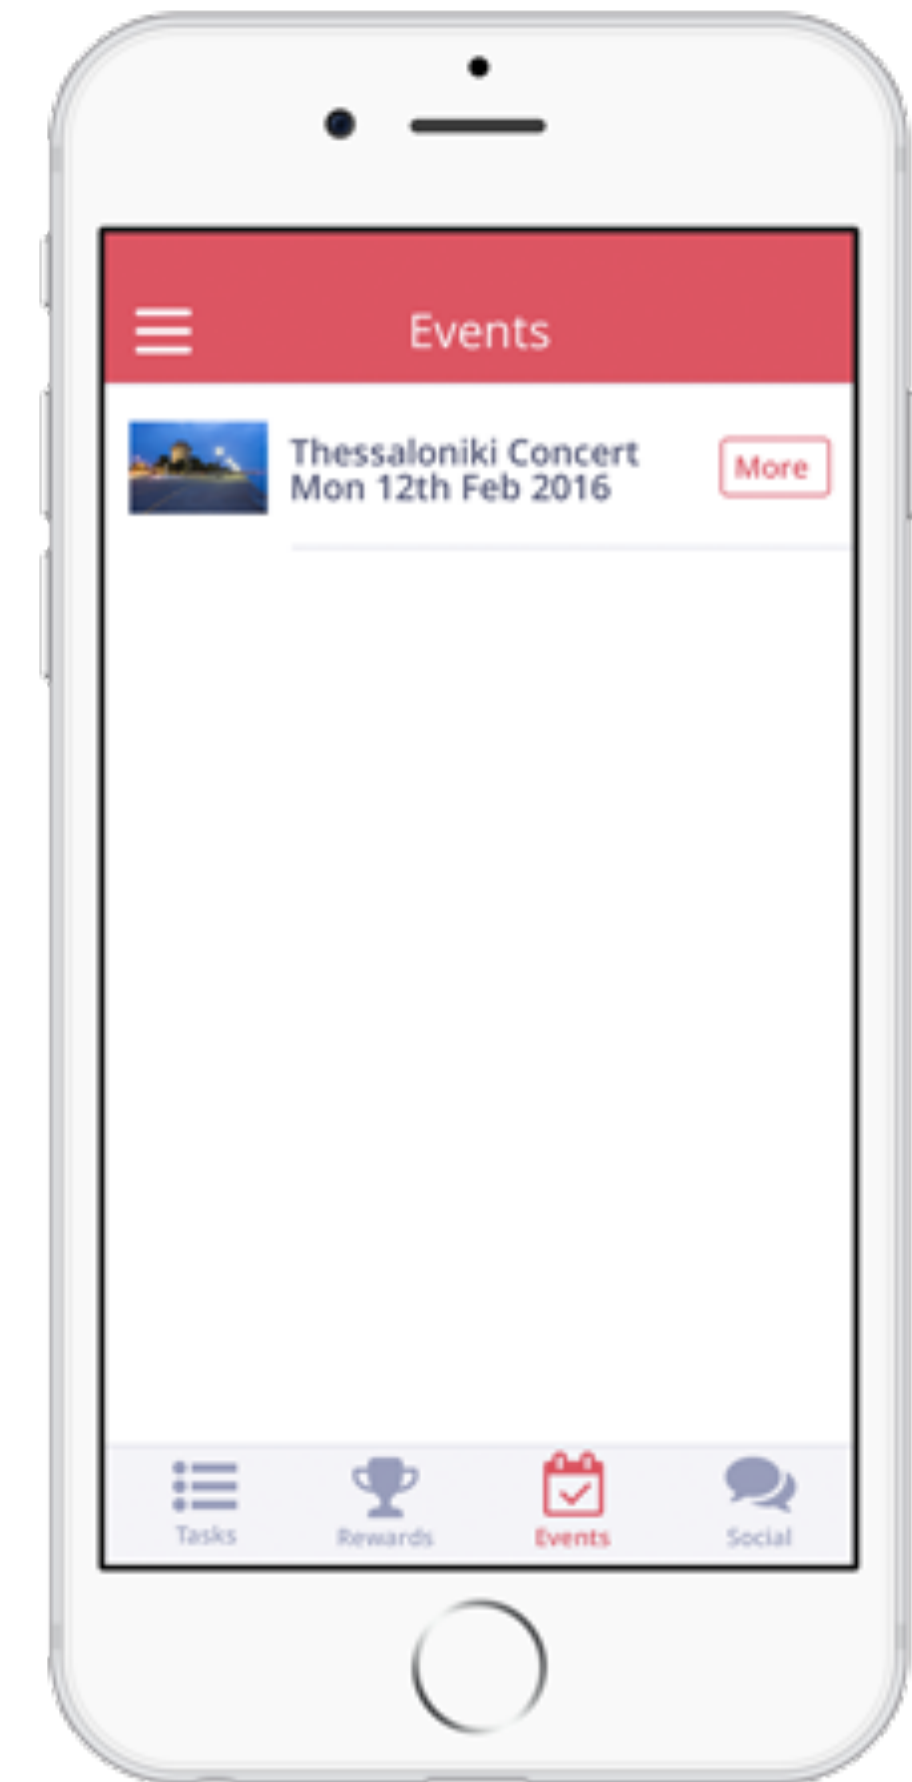 Events
Thessaloniki Concert
Mon 12th Feb 2016
More
Tasks
Rewards
Events
Social